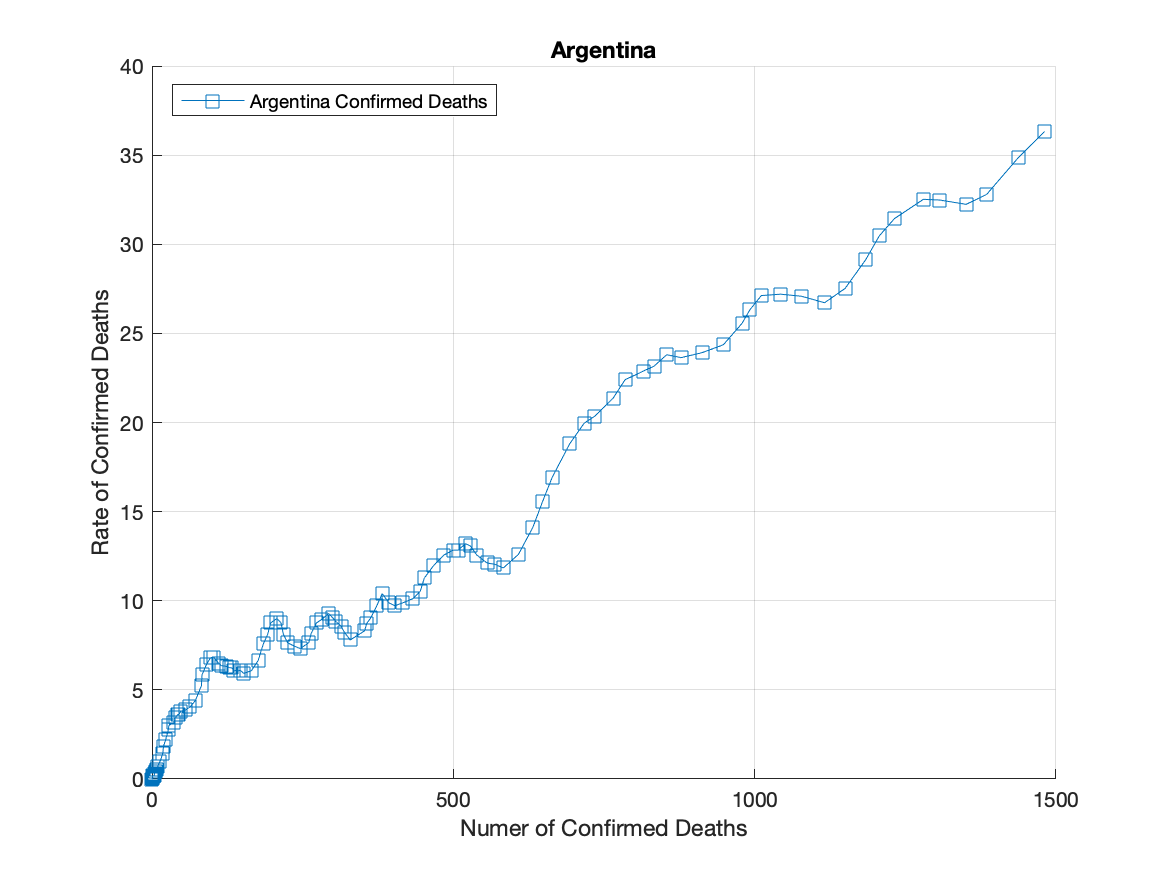 Argentina
Argentina Confirmed Deaths
40
35
30
25
20
15
10
5
0
Rate of Confirmed Deaths
0 500 1000 1500
Numer of Confirmed Deaths